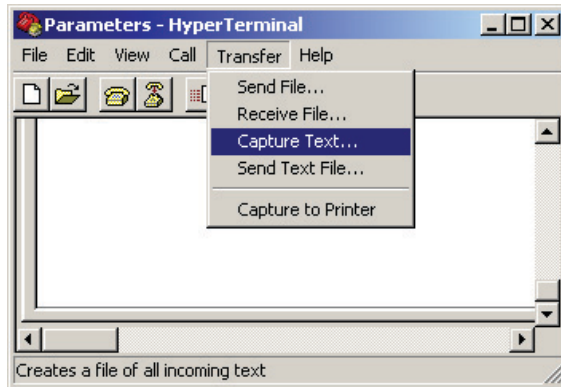 Parameters - HyperTerminal
File Edit View Call Transfer Help
Send File...
Receive File...
Capture Text...
Send Text File...
Capture to Printer
Creates a file of all incoming text